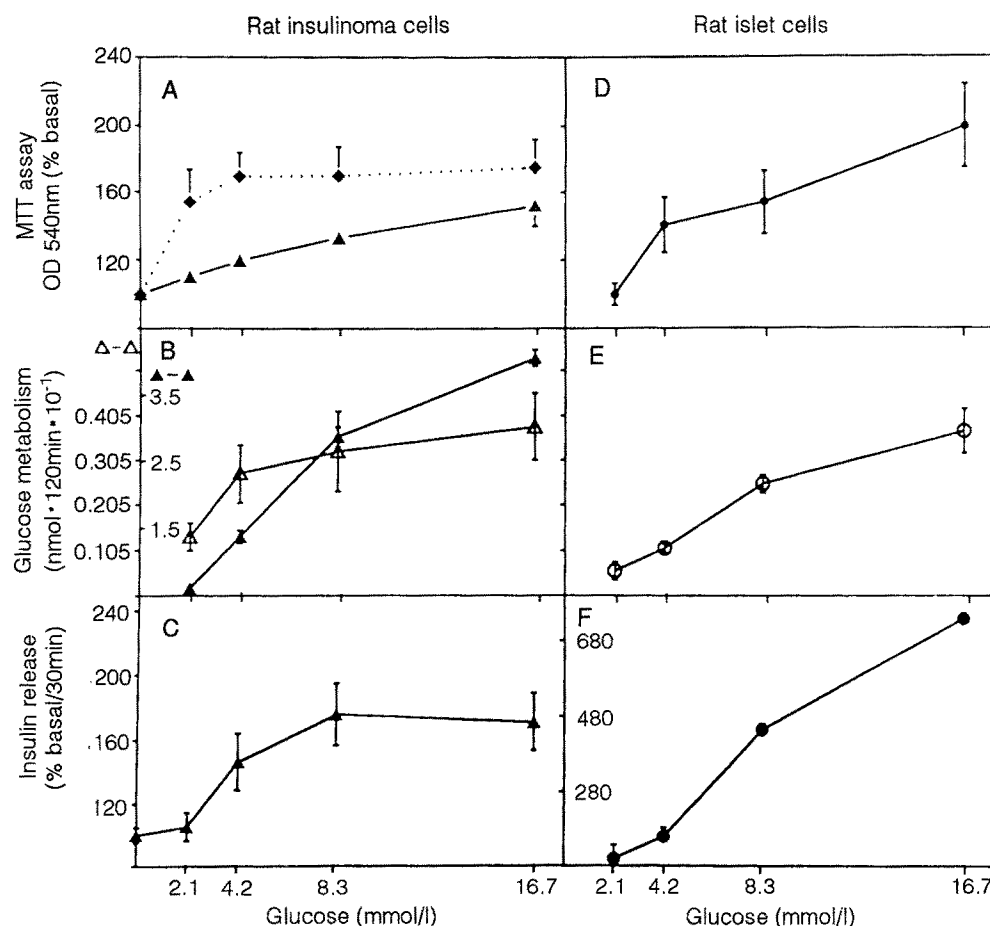 Rat insulinoma cells
Rat islet cells
MTT assay
OD 540nm (% basal)
240
200
160
120
A
D
Glucose metabolism
(nmol • 120min • 10⁻¹)
Δ-Δ
▲-▲
0.405
0.305
0.205
0.105
3.5
2.5
1.5
B
E
Insulin release
(% basal/30min)
240
200
160
120
C
F
680
480
280
2.1 4.2 8.3 16.7
2.1 4.2 8.3 16.7
Glucose (mmol/l)
Glucose (mmol/l)